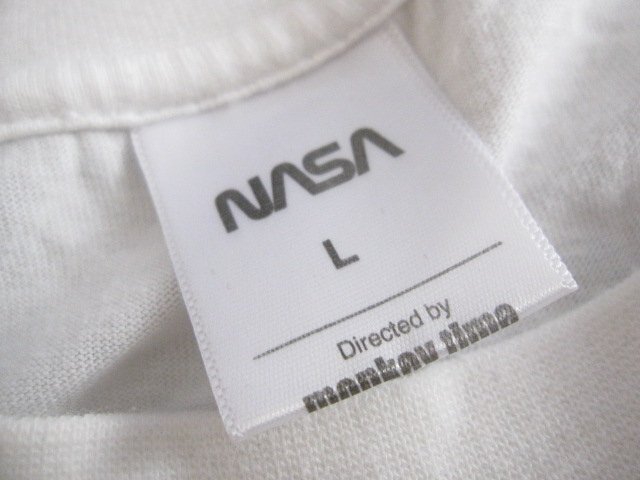 NASA
L
Directed by
monkey time